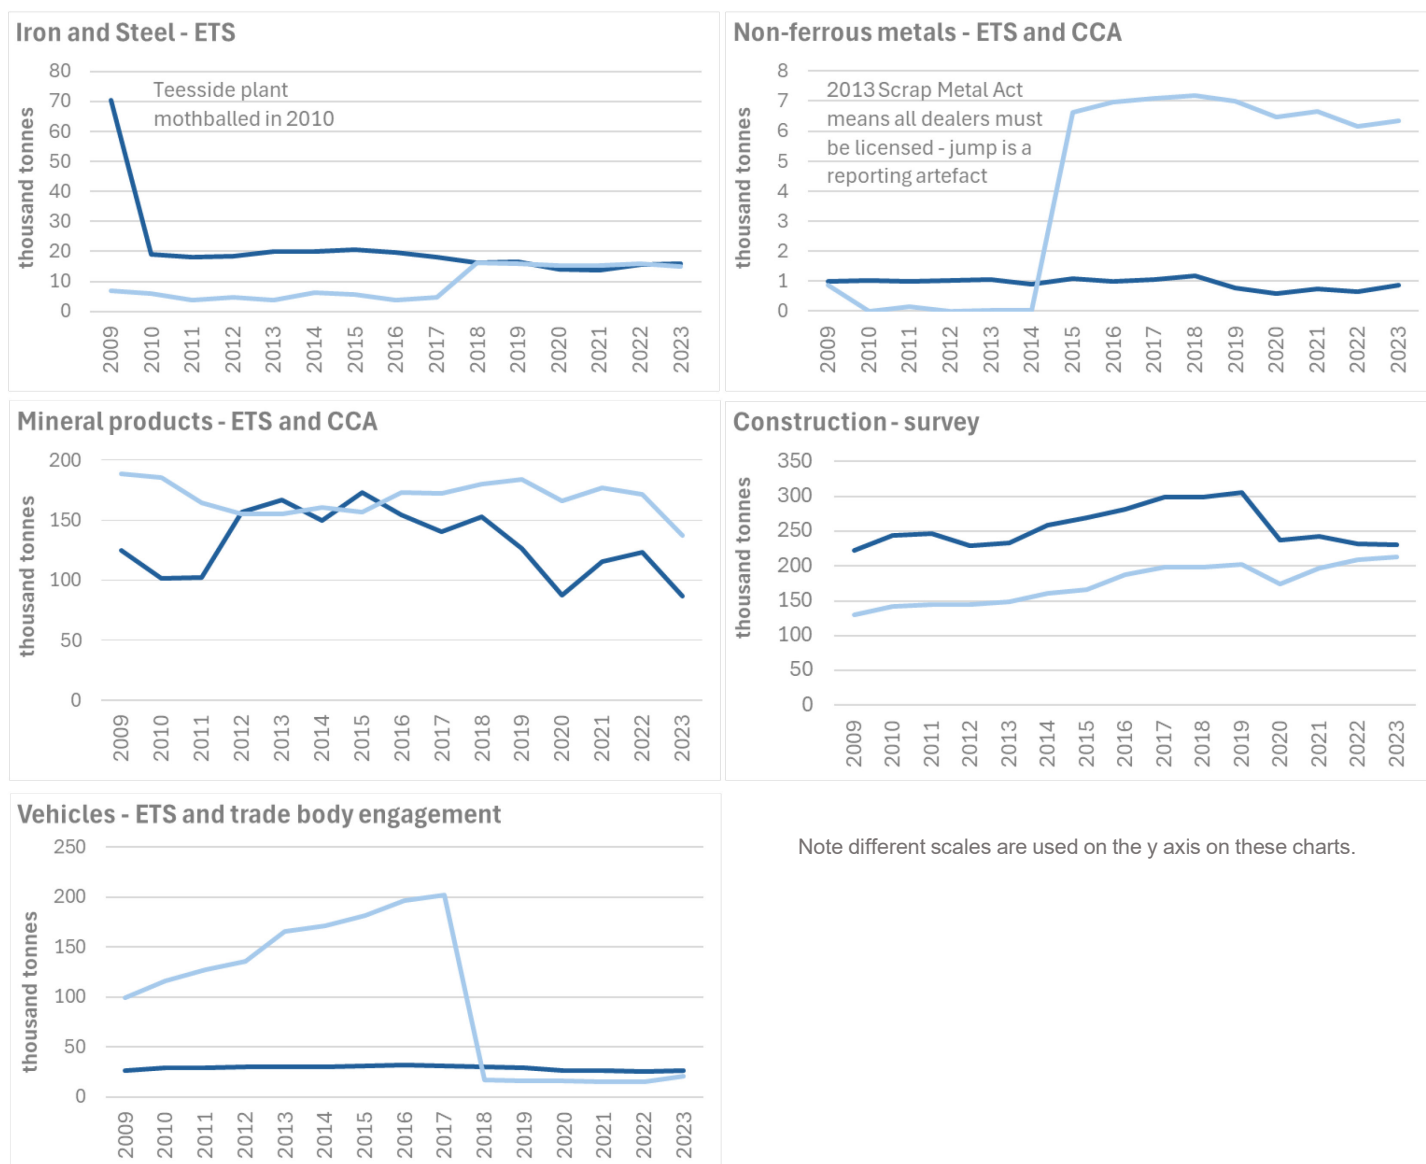 Iron and Steel - ETS
thousand tonnes
80
70
60
50
40
30
20
10
0
Teesside plant
mothballed in 2010
2009 2010 2011 2012 2013 2014 2015 2016 2017 2018 2019 2020 2021 2022 2023
Non-ferrous metals - ETS and CCA
thousand tonnes
8
7
6
5
4
3
2
1
0
2013 Scrap Metal Act
means all dealers must
be licensed - jump is a
reporting artefact
2009 2010 2011 2012 2013 2014 2015 2016 2017 2018 2019 2020 2021 2022 2023
Mineral products - ETS and CCA
thousand tonnes
200
150
100
50
0
2009 2010 2011 2012 2013 2014 2015 2016 2017 2018 2019 2020 2021 2022 2023
Construction - survey
thousand tonnes
350
300
250
200
150
100
50
0
2009 2010 2011 2012 2013 2014 2015 2016 2017 2018 2019 2020 2021 2022 2023
Vehicles - ETS and trade body engagement
thousand tonnes
250
200
150
100
50
0
2009 2010 2011 2012 2013 2014 2015 2016 2017 2018 2019 2020 2021 2022 2023
Note different scales are used on the y axis on these charts.